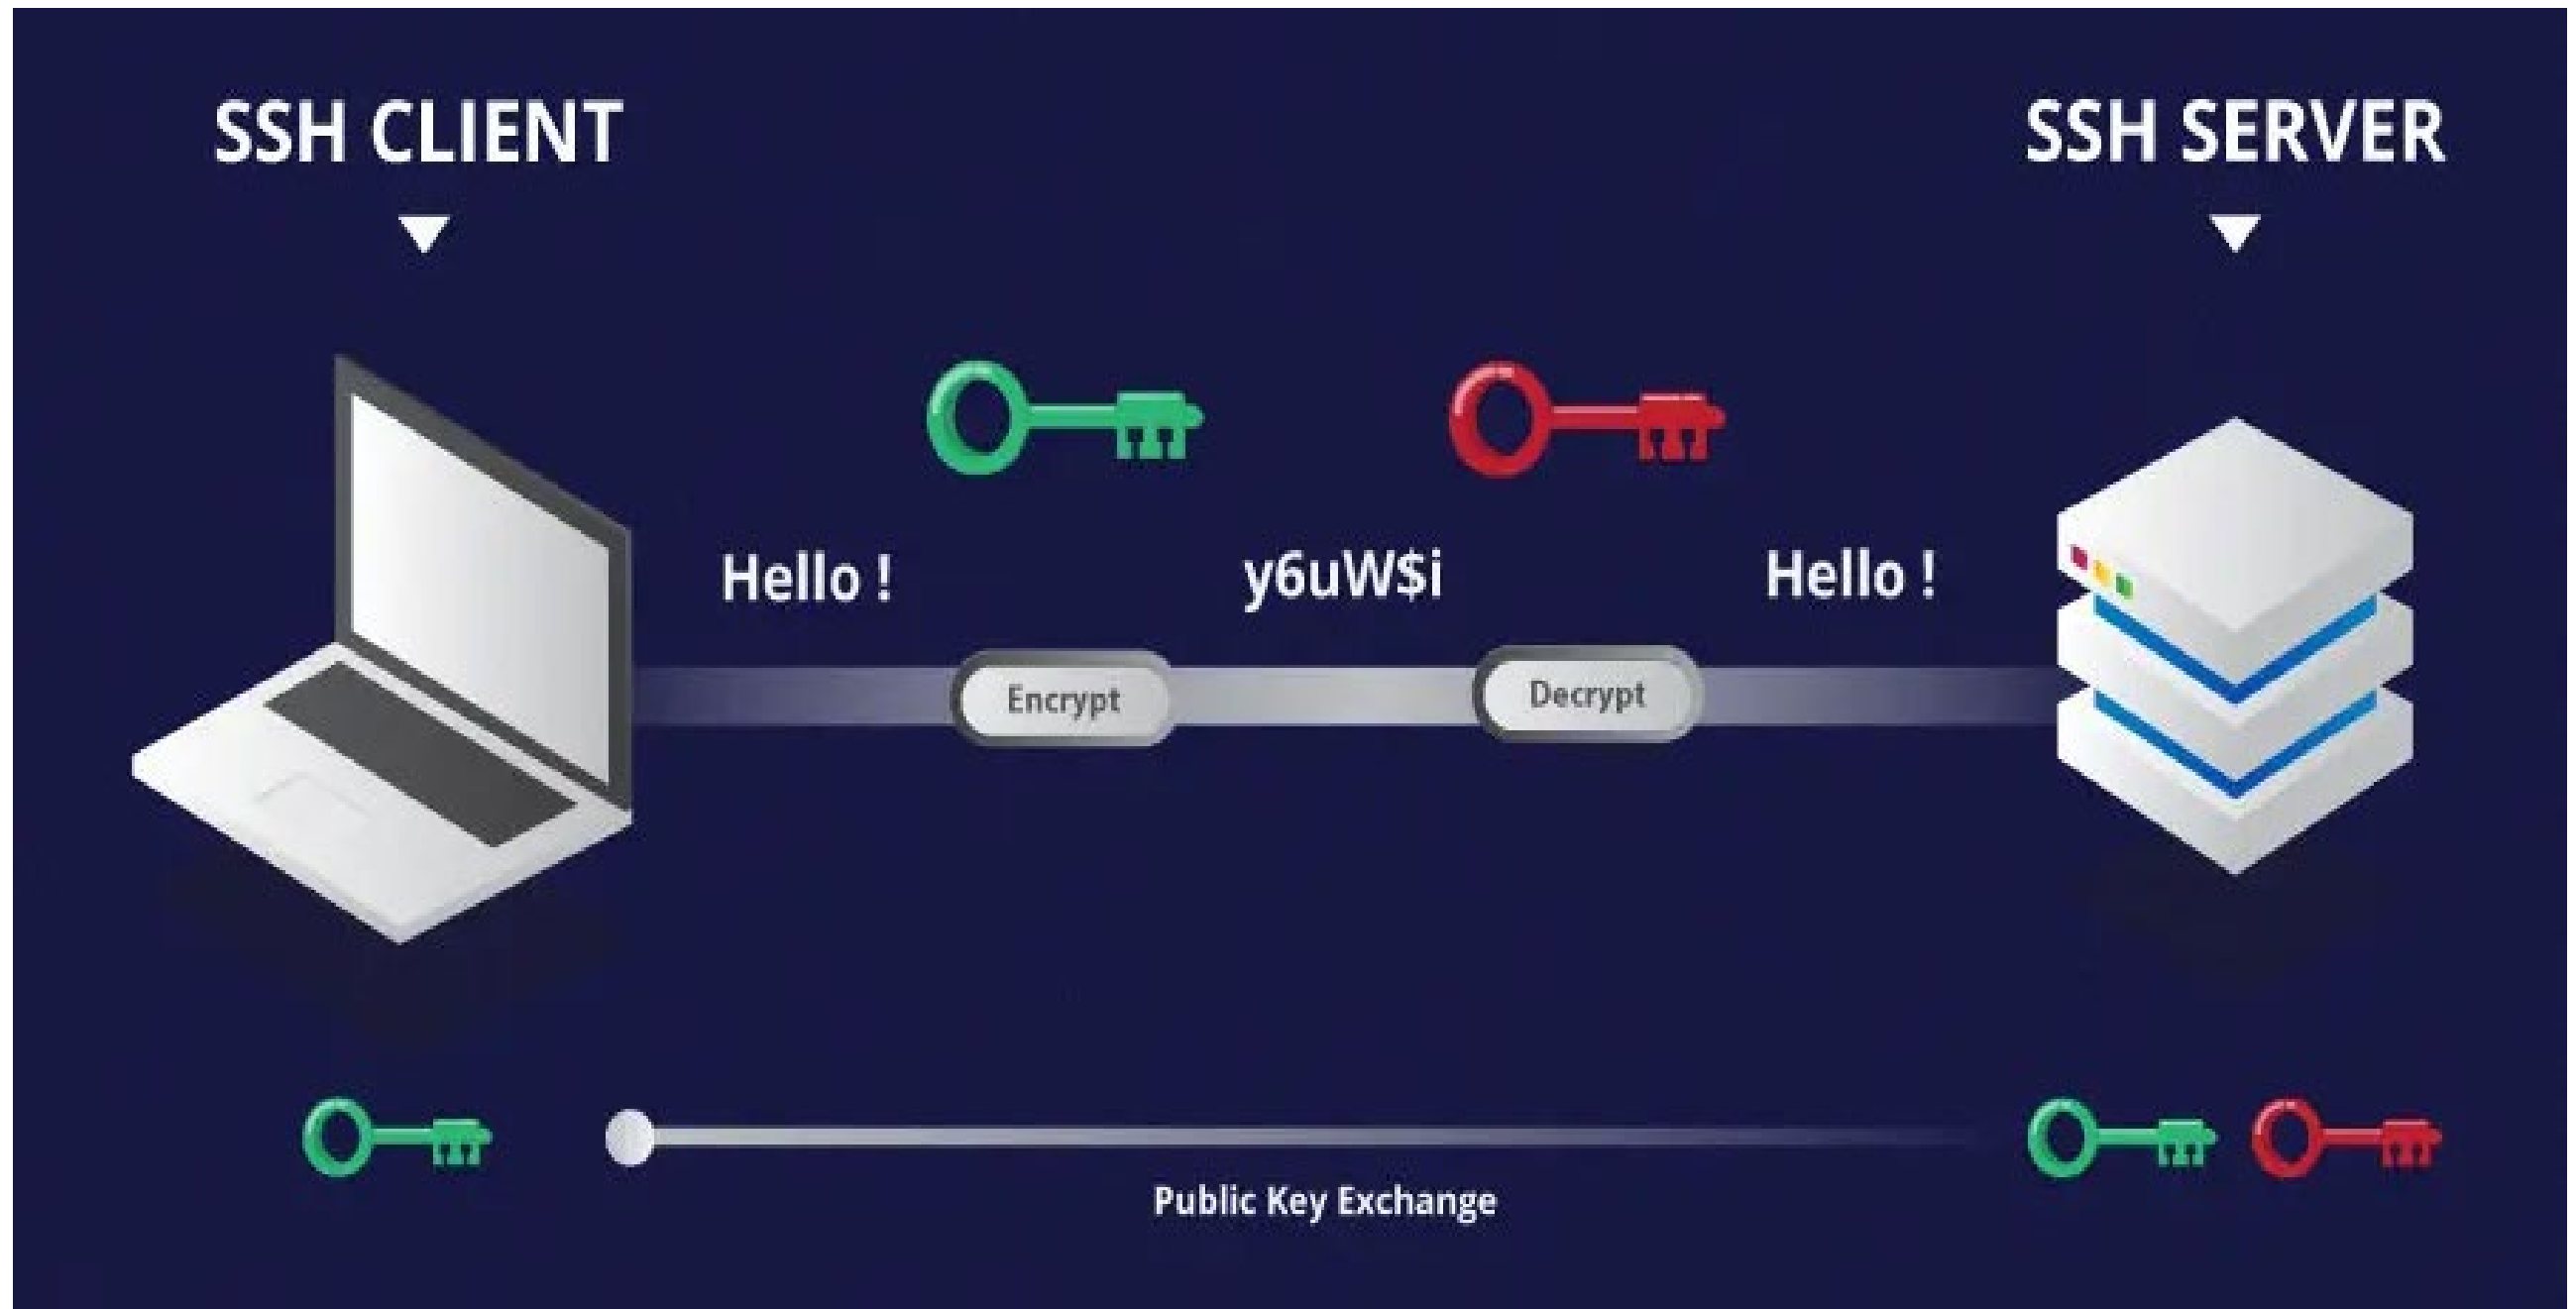 SSH CLIENT
SSH SERVER
Hello !
y6uW$i
Hello !
Encrypt
Decrypt
Public Key Exchange